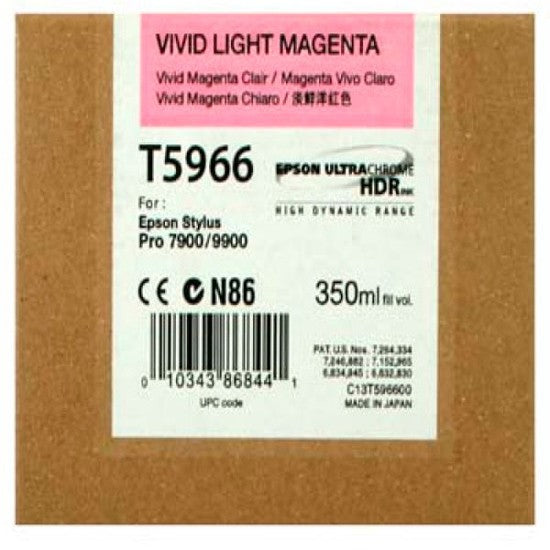 VIVID LIGHT MAGENTA
Vivid Magenta Clair / Magenta Vivo Claro
Vivid Magenta Chiaro / 淡鮮洋紅色
T5966
EPSON ULTRACHROME
HDR INK
HIGH DYNAMIC RANGE
For :
Epson Stylus
Pro 7900/9900
CE N86
350ml fill vol.
PAT. U.S. Nos. 7,264,334
7,246,882 ; 7,152,965
6,834,945 ; 6,832,830
0 10343 86844 1
UPC code
C13T596600
MADE IN JAPAN